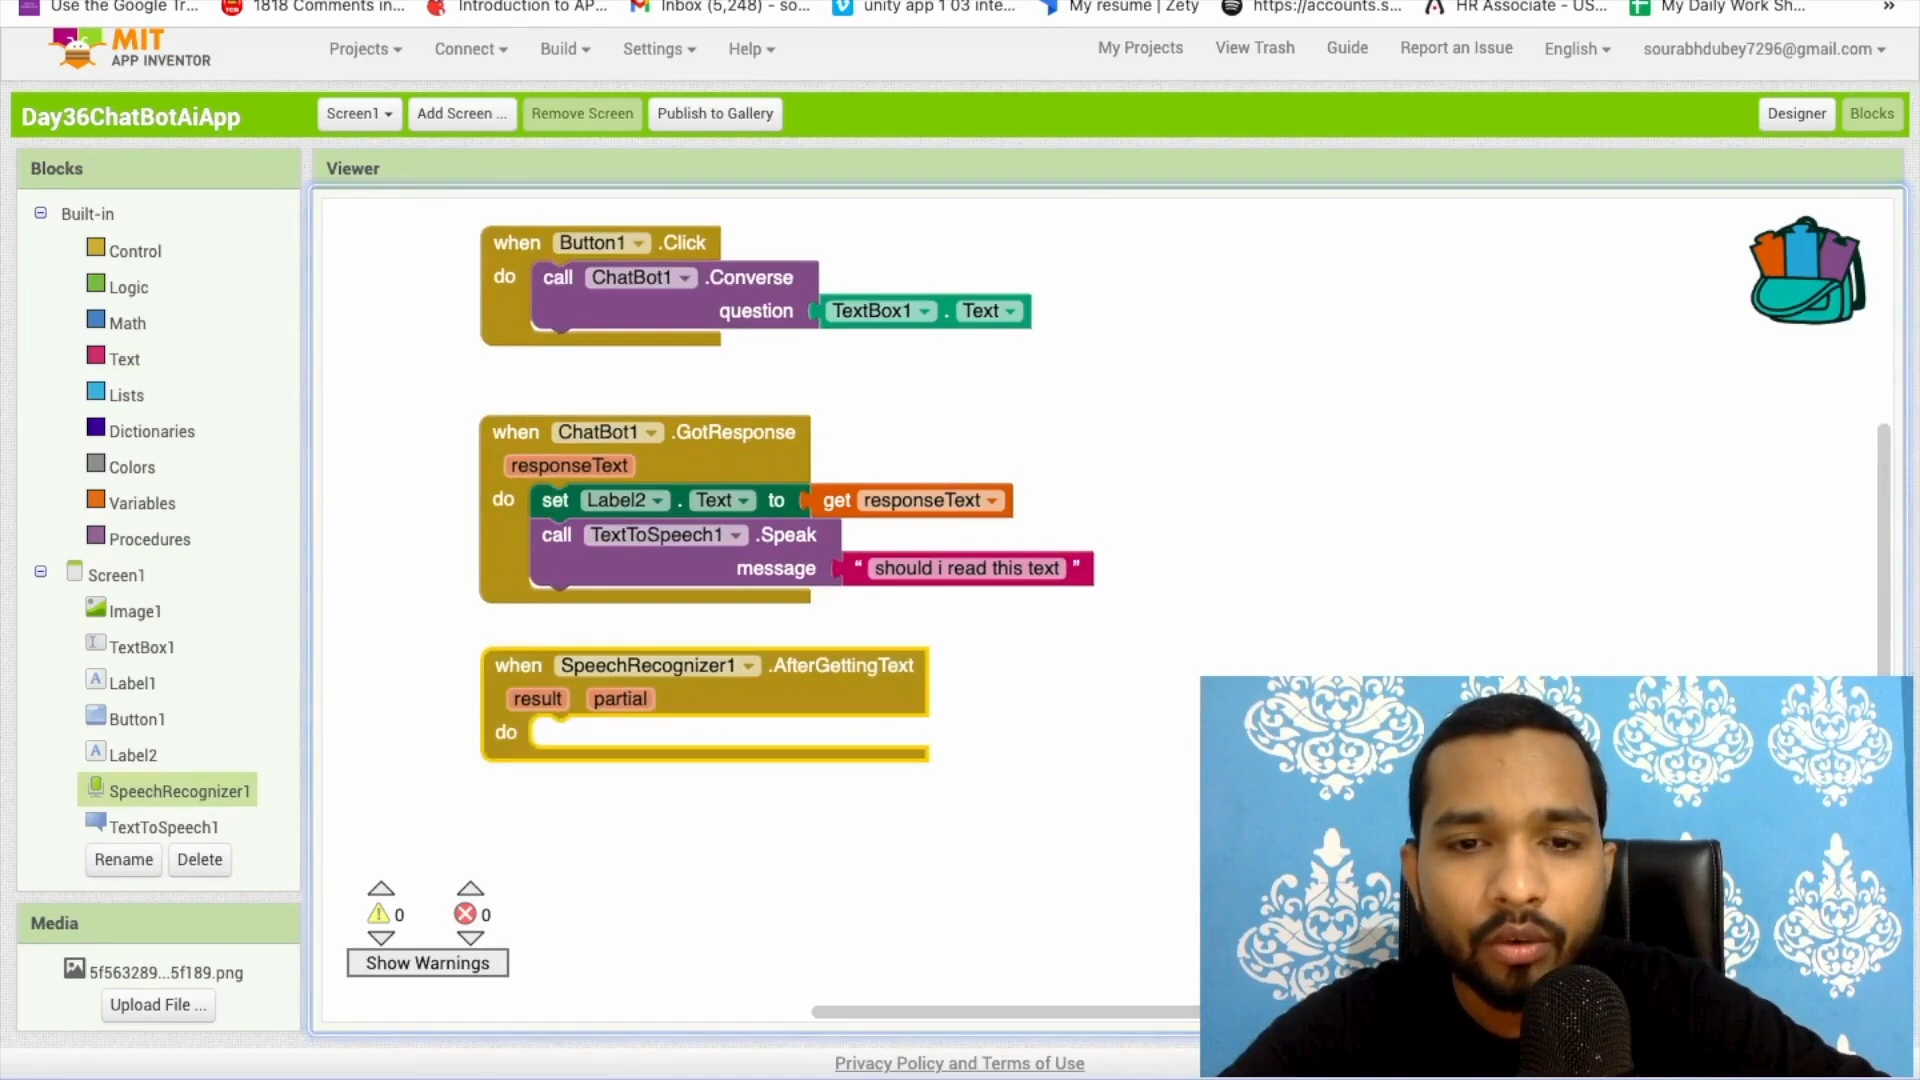 Use the Google Tr... 1818 Comments in... Introduction to AP... Inbox (5,248) - so... unity app 1 03 inte... My resume | Zety https://accounts.s... HR Associate - US... My Daily Work Sh... »
MIT
APP INVENTOR
Projects Connect Build Settings Help My Projects View Trash Guide Report an Issue English sourabhdubey7296@gmail.com
Day36ChatBotAiApp Screen1 Add Screen ... Remove Screen Publish to Gallery Designer Blocks
Blocks
Built-in
Control
Logic
Math
Text
Lists
Dictionaries
Colors
Variables
Procedures
Screen1
Image1
TextBox1
Label1
Button1
Label2
SpeechRecognizer1
TextToSpeech1
Rename Delete
Media
5f563289...5f189.png
Upload File ...
Viewer
when Button1 .Click
do call ChatBot1 .Converse
question TextBox1 . Text
when ChatBot1 .GotResponse
responseText
do set Label2 . Text to get responseText
call TextToSpeech1 .Speak
message “ should i read this text ”
when SpeechRecognizer1 .AfterGettingText
result partial
do
0 0
Show Warnings
Privacy Policy and Terms of Use